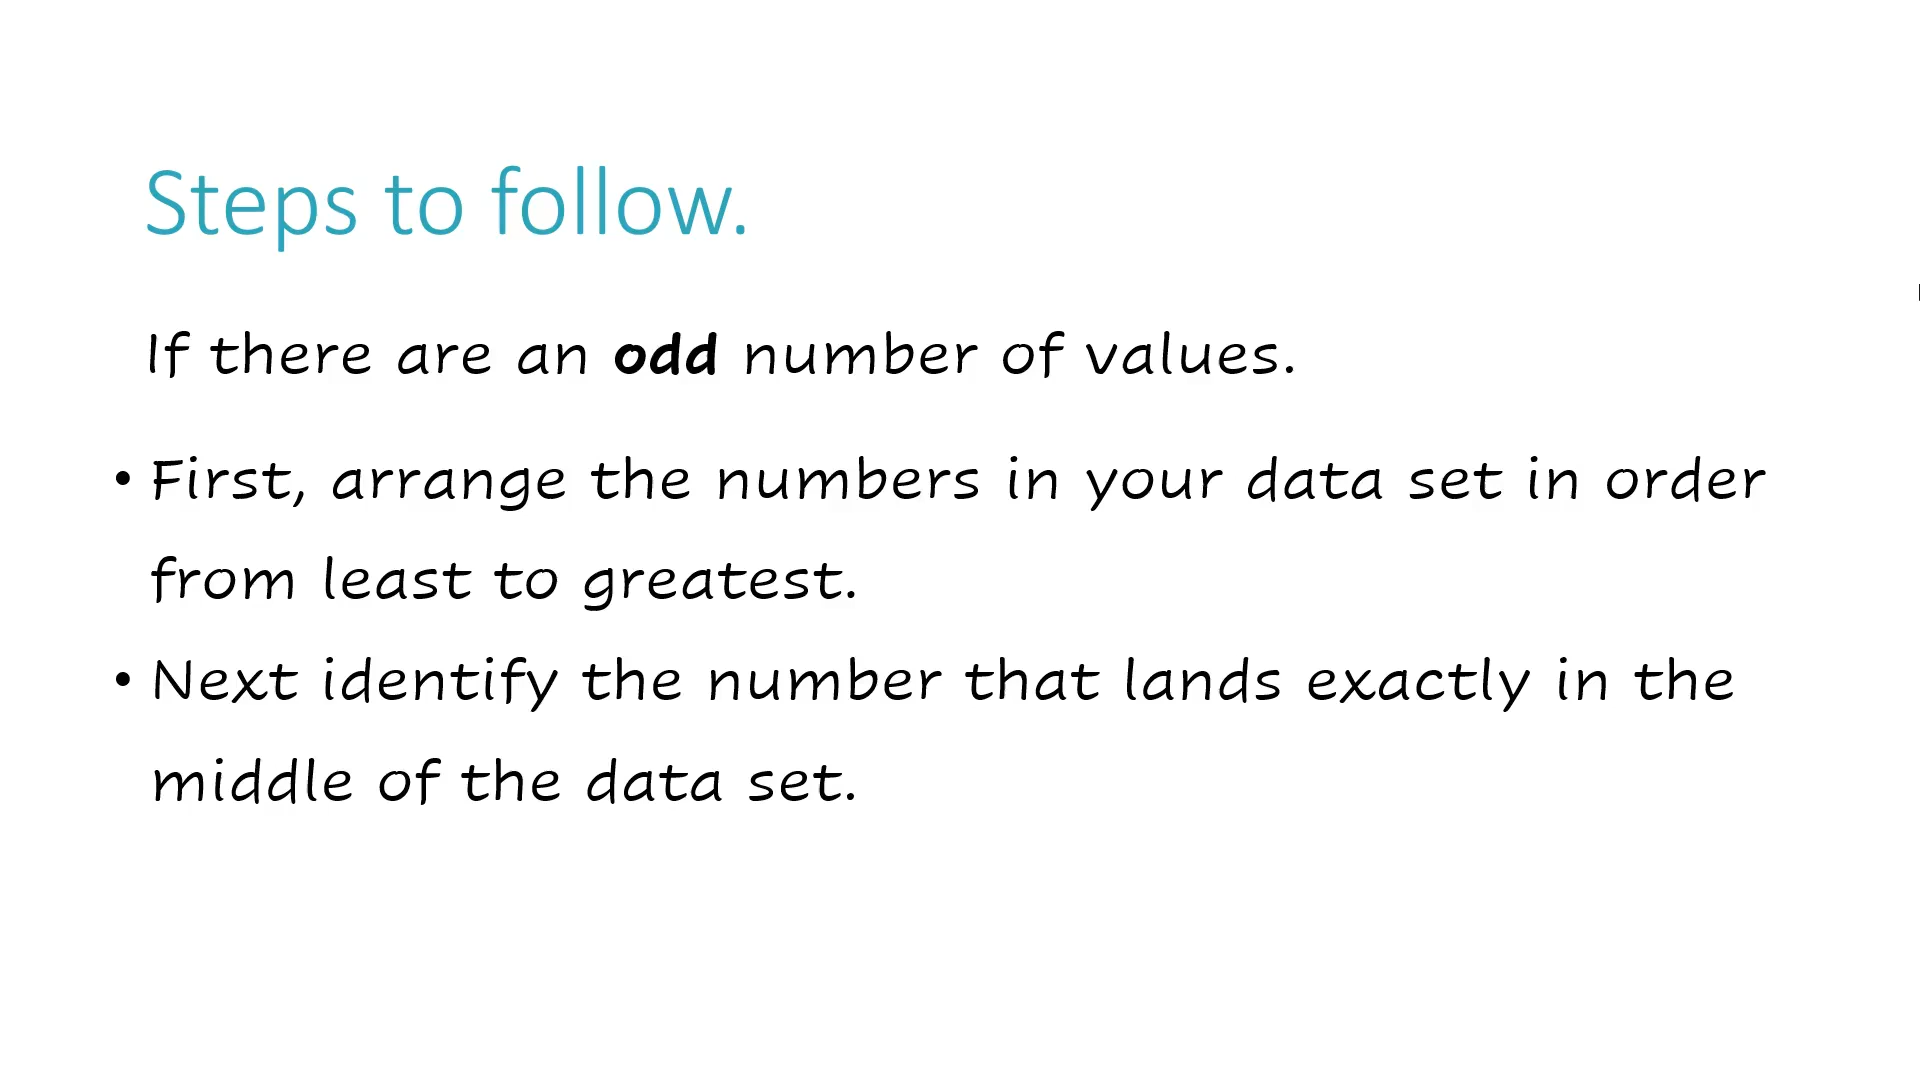 Steps to follow.
If there are an odd number of values.
• First, arrange the numbers in your data set in order
from least to greatest.
• Next identify the number that lands exactly in the
middle of the data set.